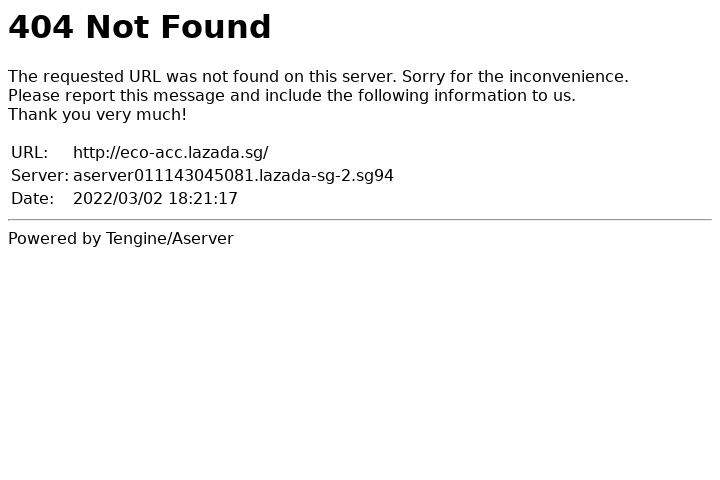 404 Not Found
The requested URL was not found on this server. Sorry for the inconvenience.
Please report this message and include the following information to us.
Thank you very much!
URL: http://eco-acc.lazada.sg/
Server: aserver011143045081.lazada-sg-2.sg94
Date: 2022/03/02 18:21:17
Powered by Tengine/Aserver